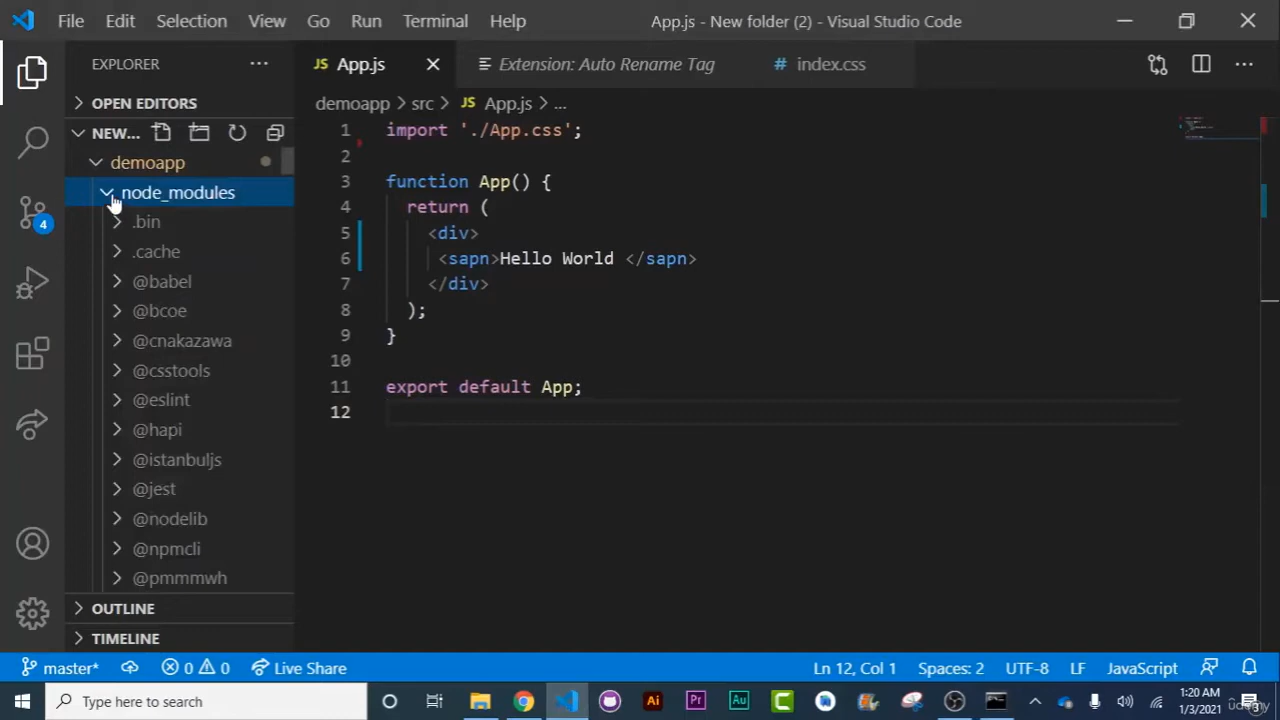 File Edit Selection View Go Run Terminal Help App.js - New folder (2) - Visual Studio Code
EXPLORER ...
OPEN EDITORS
NEW...
demoapp
node_modules
.bin
.cache
@babel
@bcoe
@cnakazawa
@csstools
@eslint
@hapi
@istanbuljs
@jest
@nodelib
@npmcli
@pmmmwh
OUTLINE
TIMELINE
4
JS App.js Extension: Auto Rename Tag index.css
demoapp > src > JS App.js > ...
1 import './App.css';
2
3 function App() {
4 return (
5 <div>
6 <sapn>Hello World </sapn>
7 </div>
8 );
9 }
10
11 export default App;
12
master* 0 0 Live Share Ln 12, Col 1 Spaces: 2 UTF-8 LF JavaScript
Type here to search Ai Pr Au 1:20 AM
1/3/2021
3